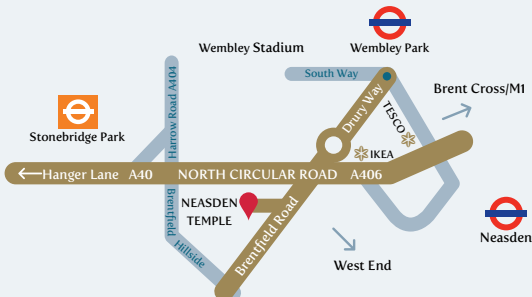 Wembley Stadium
Wembley Park
South Way
Harrow Road A404
Drury Way
Brent Cross/M1
TESCO
Stonebridge Park
IKEA
Hanger Lane A40 NORTH CIRCULAR ROAD A406
Brentfield
NEASDEN
TEMPLE
Brentfield Road
Neasden
Hillside
West End